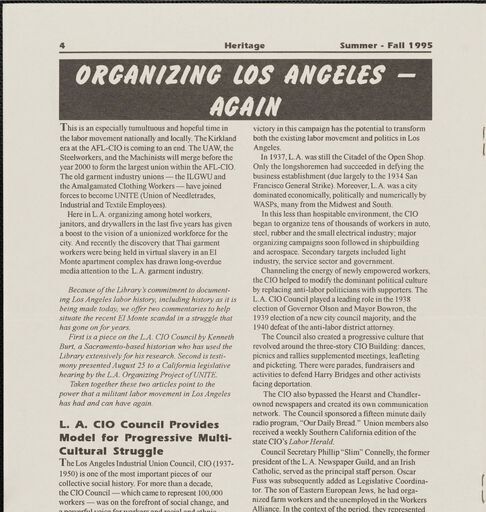 4 Heritage Summer - Fall 1995
ORGANIZING LOS ANGELES —
AGAIN
This is an especially tumultuous and hopeful time in
the labor movement nationally and locally. The Kirkland
era at the AFL-CIO is coming to an end. The UAW, the
Steelworkers, and the Machinists will merge before the
year 2000 to form the largest union within the AFL-CIO.
The old garment industry unions — the ILGWU and
the Amalgamated Clothing Workers — have joined
forces to become UNITE (Union of Needletrades,
Industrial and Textile Employees).
Here in L.A. organizing among hotel workers,
janitors, and drywallers in the last five years has given
a boost to the vision of a unionized workforce for the
city. And recently the discovery that Thai garment
workers were being held in virtual slavery in an El
Monte apartment complex has drawn long-overdue
media attention to the L.A. garment industry.
Because of the Library's commitment to document-
ing Los Angeles labor history, including history as it is
being made today, we offer two commentaries to help
situate the recent El Monte scandal in a struggle that
has gone on for years.
First is a piece on the L.A. CIO Council by Kenneth
Burt, a Sacramento-based historian who has used the
Library extensively for his research. Second is testi-
mony presented August 25 to a California legislative
hearing by the L.A. Organizing Project of UNITE.
Taken together these two articles point to the
power that a militant labor movement in Los Angeles
has had and can have again.
L. A. CIO Council Provides
Model for Progressive Multi-
Cultural Struggle
The Los Angeles Industrial Union Council, CIO (1937-
1950) is one of the most important pieces of our
collective social history. For more than a decade,
the CIO Council — which came to represent 100,000
workers — was on the forefront of social change, and
a powerful voice for workers and racial and ethnic
victory in this campaign has the potential to transform
both the existing labor movement and politics in Los
Angeles.
In 1937, L.A. was still the Citadel of the Open Shop.
Only the longshoremen had succeeded in defying the
business establishment (due largely to the 1934 San
Francisco General Strike). Moreover, L.A. was a city
dominated economically, politically and numerically by
WASPs, many from the Midwest and South.
In this less than hospitable environment, the CIO
began to organize tens of thousands of workers in auto,
steel, rubber and the small electrical industry; major
organizing campaigns soon followed in shipbuilding
and aerospace. Secondary targets included light
industry, the service sector and government.
Channeling the energy of newly empowered workers,
the CIO helped to modify the dominant political culture
by replacing anti-labor politicians with supporters. The
L.A. CIO Council played a leading role in the 1938
election of Governor Olson and Mayor Bowron, the
1939 election of a new city council majority, and the
1940 defeat of the anti-labor district attorney.
The Council also created a progressive culture that
revolved around the three-story CIO Building: dances,
picnics and rallies supplemented meetings, leafleting
and picketing. There were parades, fundraisers and
activities to defend Harry Bridges and other activists
facing deportation.
The CIO also bypassed the Hearst and Chandler-
owned newspapers and created its own communication
network. The Council sponsored a fifteen minute daily
radio program, "Our Daily Bread." Union members also
received a weekly Southern California edition of the
state CIO's Labor Herald.
Council Secretary Phillip "Slim" Connelly, the former
president of the L.A. Newspaper Guild, and an Irish
Catholic, served as the principal staff person. Oscar
Fuss was subsequently added as Legislative Coordina-
tor. The son of Eastern European Jews, he had orga-
nized farm workers and the unemployed in the Workers
Alliance. In the context of the period, they represented